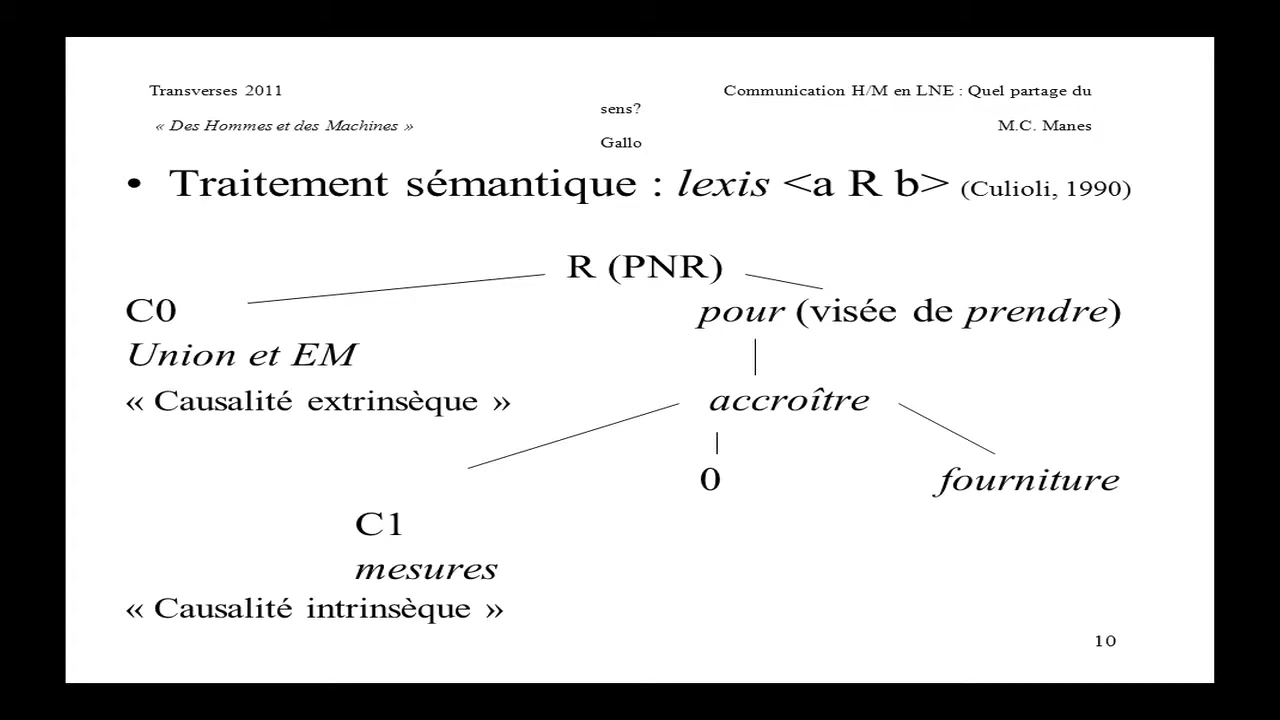 Transverses 2011 Communication H/M en LNE : Quel partage du
sens?
« Des Hommes et des Machines » M.C. Manes
Gallo
• Traitement sémantique : lexis <a R b> (Culioli, 1990)
R (PNR)
C0 pour (visée de prendre)
Union et EM
« Causalité extrinsèque » accroître
0 fourniture
C1
mesures
« Causalité intrinsèque »
10